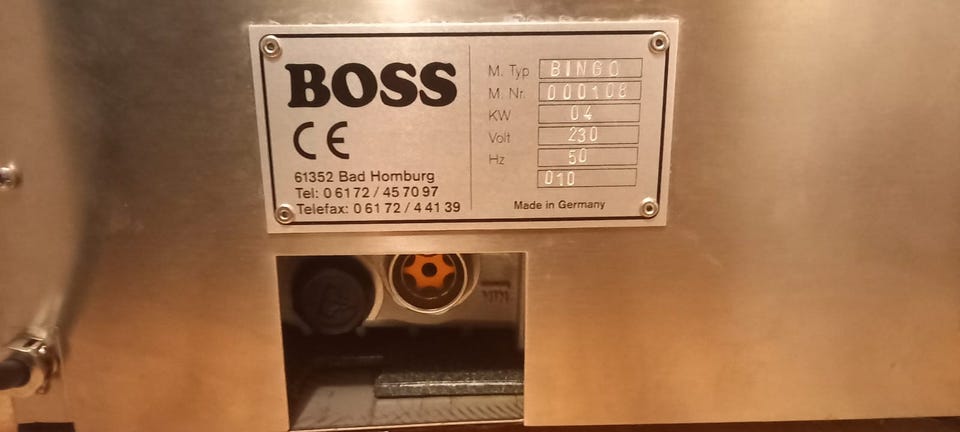 BOSS
CE
61352 Bad Homburg
Tel: 0 61 72 / 45 70 97
Telefax: 0 61 72 / 4 41 39
M. Typ BINGO
M. Nr. 000108
KW 04
Volt 230
Hz 50
010
Made in Germany